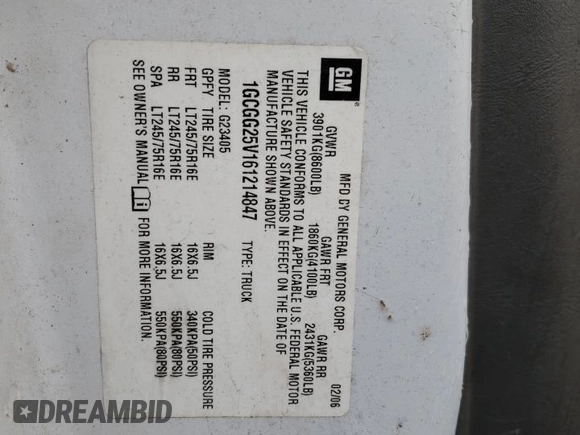 GM
MFD BY GENERAL MOTORS CORP. 02/06
GVWR GAWR FRT GAWR RR
3901KG(8600LB) 1860KG(4100LB) 2431KG(5360LB)
THIS VEHICLE CONFORMS TO ALL APPLICABLE U.S. FEDERAL MOTOR
VEHICLE SAFETY STANDARDS IN EFFECT ON THE DATE OF
MANUFACTURE SHOWN ABOVE.
1GCGG25V161214847 TYPE: TRUCK
MODEL: G23405
GPFY TIRE SIZE RIM COLD TIRE PRESSURE
FRT LT245/75R16E 16X6.5J 340KPA(50PSI)
RR LT245/75R16E 16X6.5J 550KPA(80PSI)
SPA LT245/75R16E 16X6.5J 550KPA(80PSI)
SEE OWNER'S MANUAL FOR MORE INFORMATION.
DREAMBID